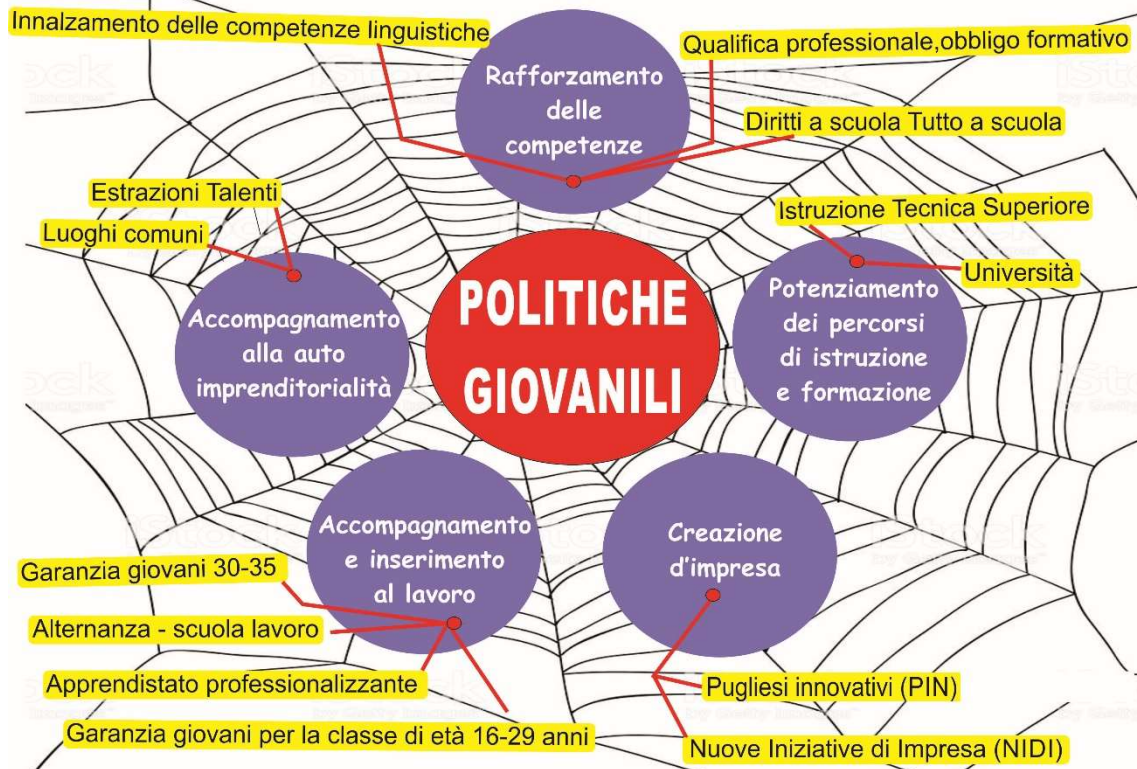 Innalzamento delle competenze linguistiche
Qualifica professionale,obbligo formativo
Rafforzamento
delle
competenze
Diritti a scuola Tutto a scuola
Estrazioni Talenti
Luoghi comuni
Istruzione Tecnica Superiore
Università
Accompagnamento
alla auto
imprenditorialità
POLITICHE
GIOVANILI
Potenziamento
dei percorsi
di istruzione
e formazione
Accompagnamento
e inserimento
al lavoro
Creazione
d'impresa
Garanzia giovani 30-35
Alternanza - scuola lavoro
Apprendistato professionalizzante
Garanzia giovani per la classe di età 16-29 anni
Pugliesi innovativi (PIN)
Nuove Iniziative di Impresa (NIDI)